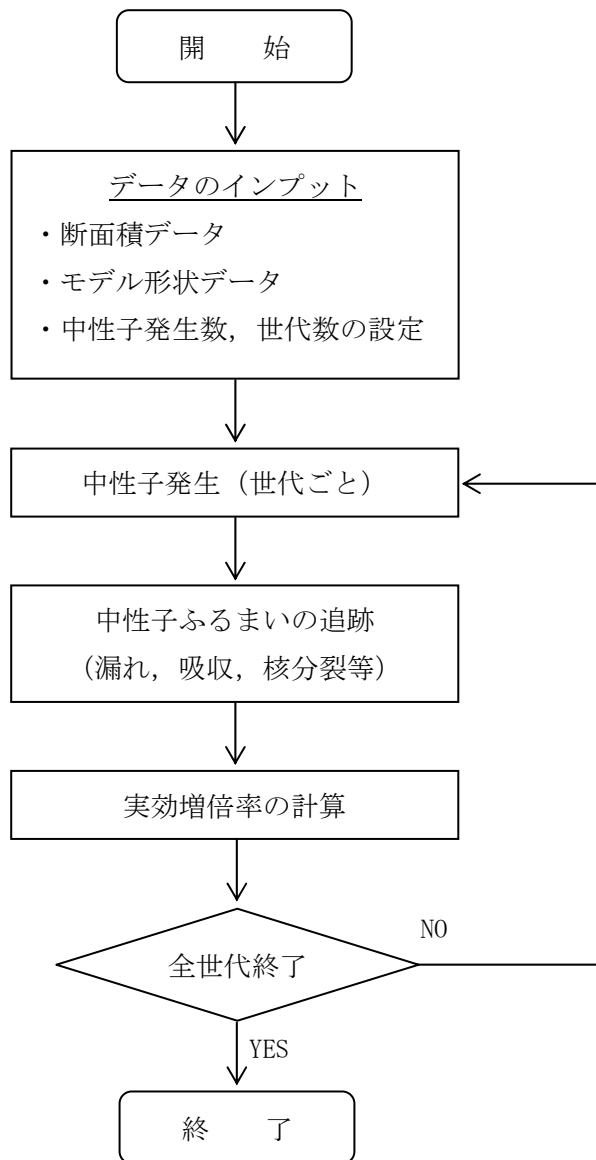 開　　始
データのインプット
・断面積データ
・モデル形状データ
・中性子発生数，世代数の設定
中性子発生（世代ごと）
中性子ふるまいの追跡
（漏れ，吸収，核分裂等）
実効増倍率の計算
全世代終了
NO
YES
終　　了